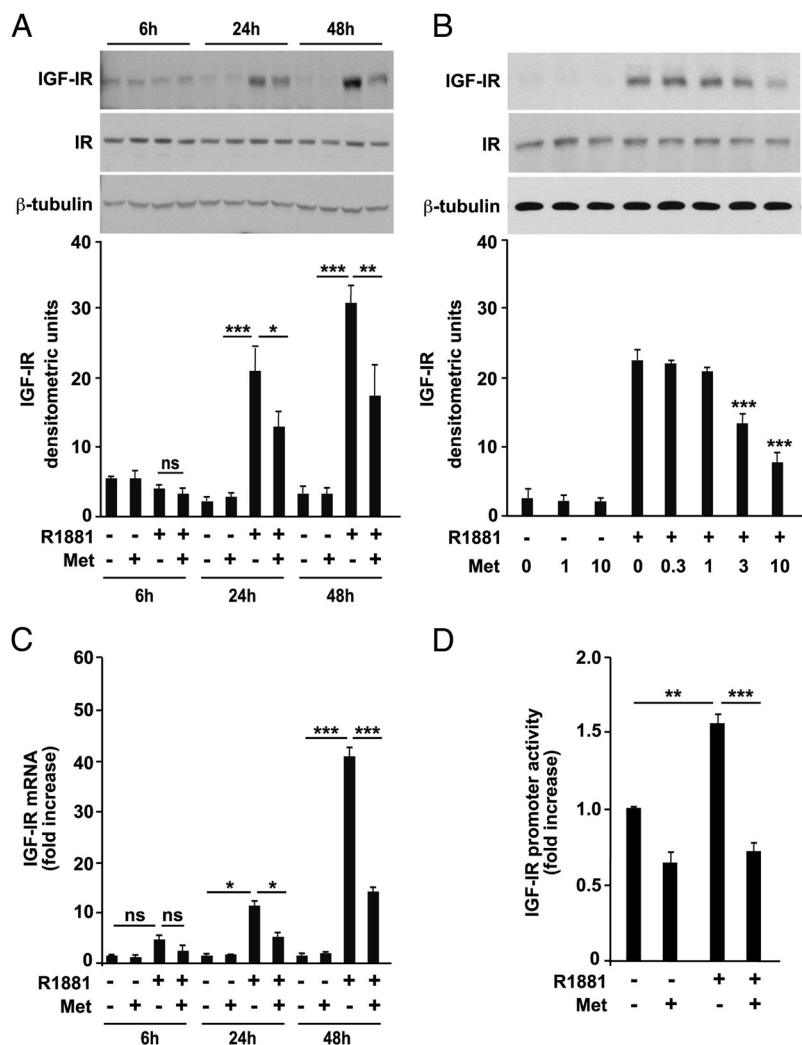 A
6h 24h 48h
IGF-IR
IR
β-tubulin
40
30
20
10
0
IGF-IR
densitometric units
ns
*** *
*** **
R1881 - - + + - - + + - - + +
Met - + - + - + - + - + - +
6h 24h 48h
B
IGF-IR
IR
β-tubulin
40
30
20
10
0
IGF-IR
densitometric units
***
***
R1881 - - - + + + + +
Met 0 1 10 0 0.3 1 3 10
C
60
50
40
30
20
10
0
IGF-IR mRNA
(fold increase)
ns ns
* *
*** ***
R1881 - - + + - - + + - - + +
Met - + - + - + - + - + - +
6h 24h 48h
D
2.0
1.5
1.0
0.5
0
IGF-IR promoter activity
(fold increase)
** ***
R1881 - - + +
Met - + - +